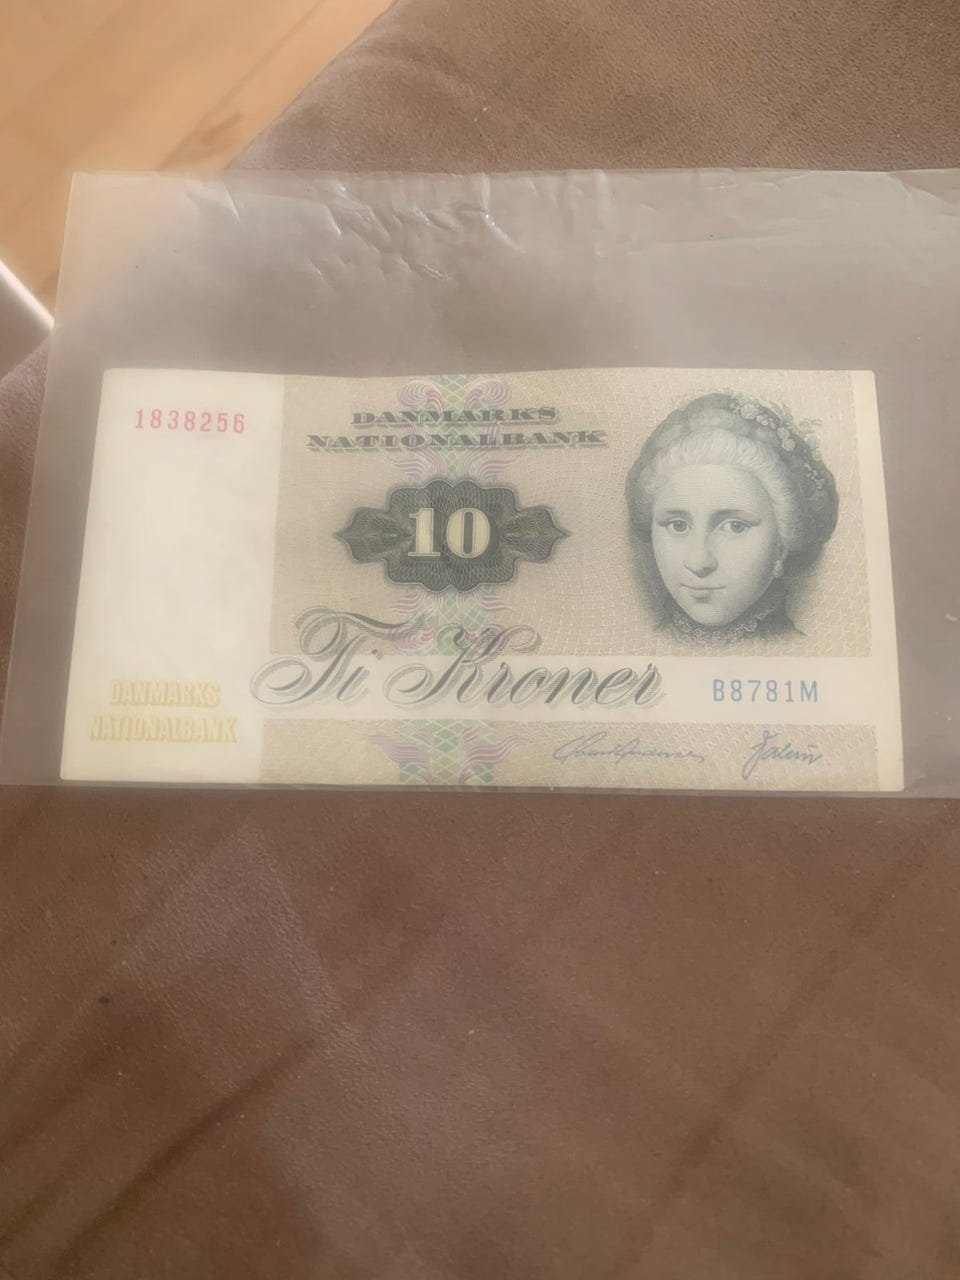 1838256
DANMARKS
NATIONALBANK
10
Ti Kroner
B8781M
DANMARKS
NATIONALBANK